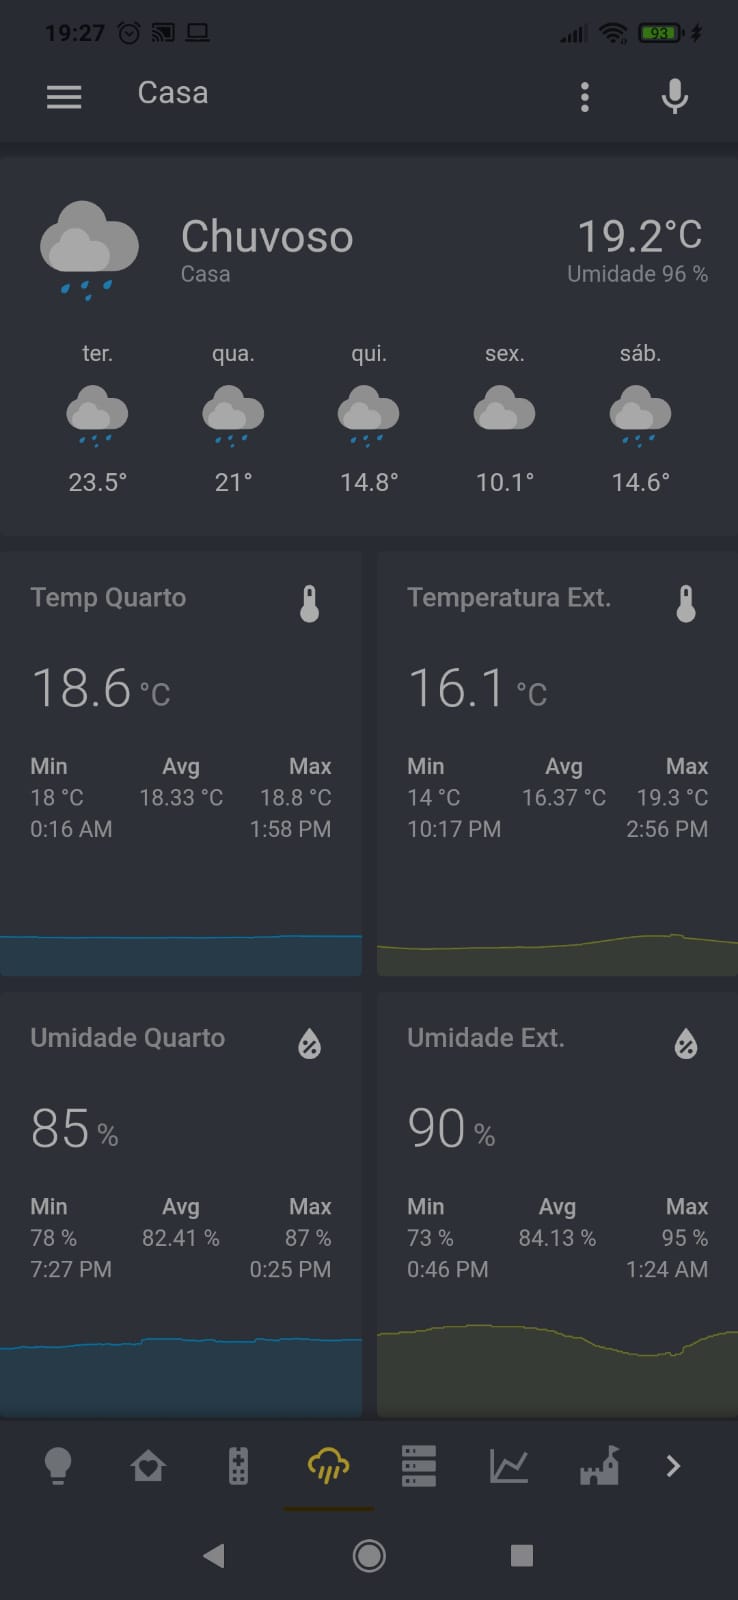 19:27
93
Casa
Chuvoso
19.2°C
Casa
Umidade 96 %
ter. qua. qui. sex. sáb.
23.5° 21° 14.8° 10.1° 14.6°
Temp Quarto
18.6 °C
Min Avg Max
18 °C 18.33 °C 18.8 °C
0:16 AM 1:58 PM
Temperatura Ext.
16.1 °C
Min Avg Max
14 °C 16.37 °C 19.3 °C
10:17 PM 2:56 PM
Umidade Quarto
85 %
Min Avg Max
78 % 82.41 % 87 %
7:27 PM 0:25 PM
Umidade Ext.
90 %
Min Avg Max
73 % 84.13 % 95 %
0:46 PM 1:24 AM